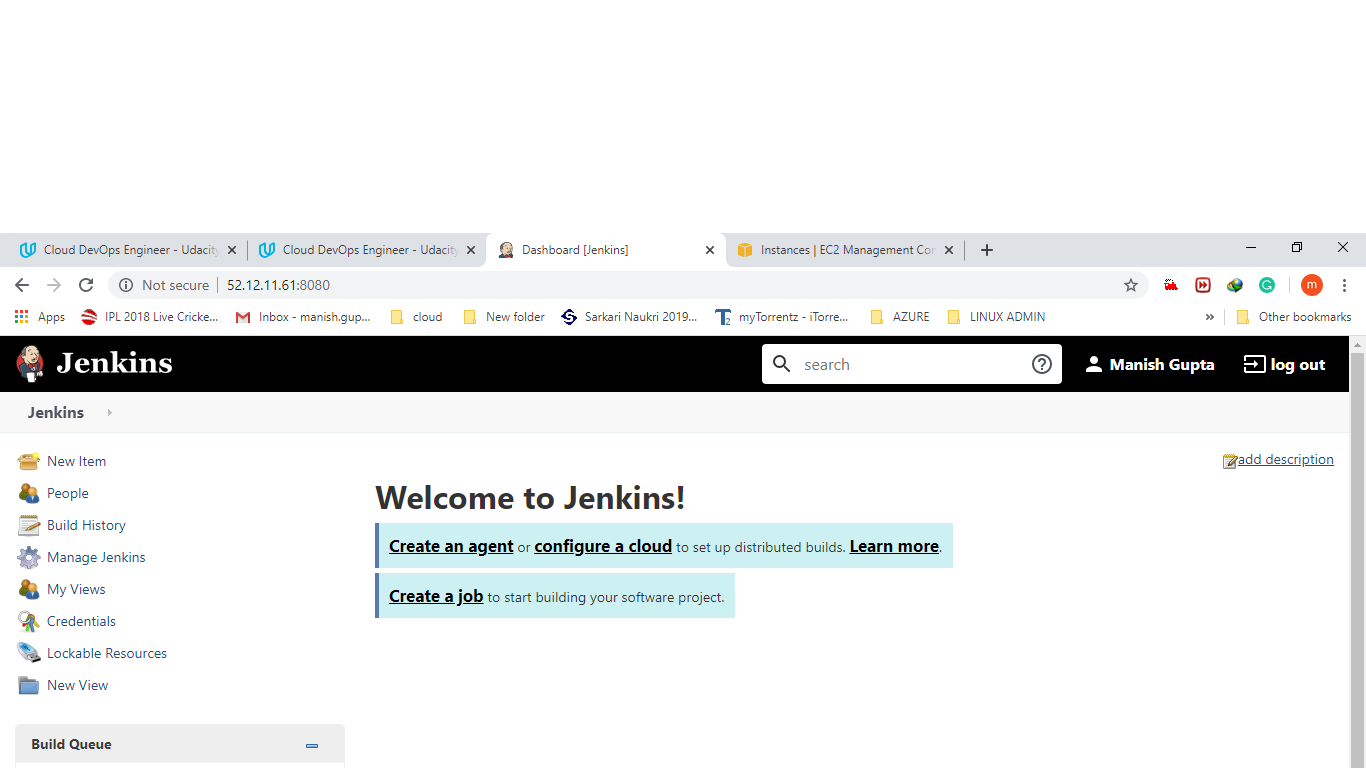 Cloud DevOps Engineer - Udacity Cloud DevOps Engineer - Udacity Dashboard [Jenkins] Instances | EC2 Management Con
Not secure 52.12.11.61:8080 m
Apps IPL 2018 Live Cricke... Inbox - manish.gup... cloud New folder Sarkari Naukri 2019... myTorrentz - iTorre... AZURE LINUX ADMIN » Other bookmarks
Jenkins search Manish Gupta log out
Jenkins
New Item
add description
People
Welcome to Jenkins!
Build History
Create an agent or configure a cloud to set up distributed builds. Learn more.
Manage Jenkins
My Views
Create a job to start building your software project.
Credentials
Lockable Resources
New View
Build Queue